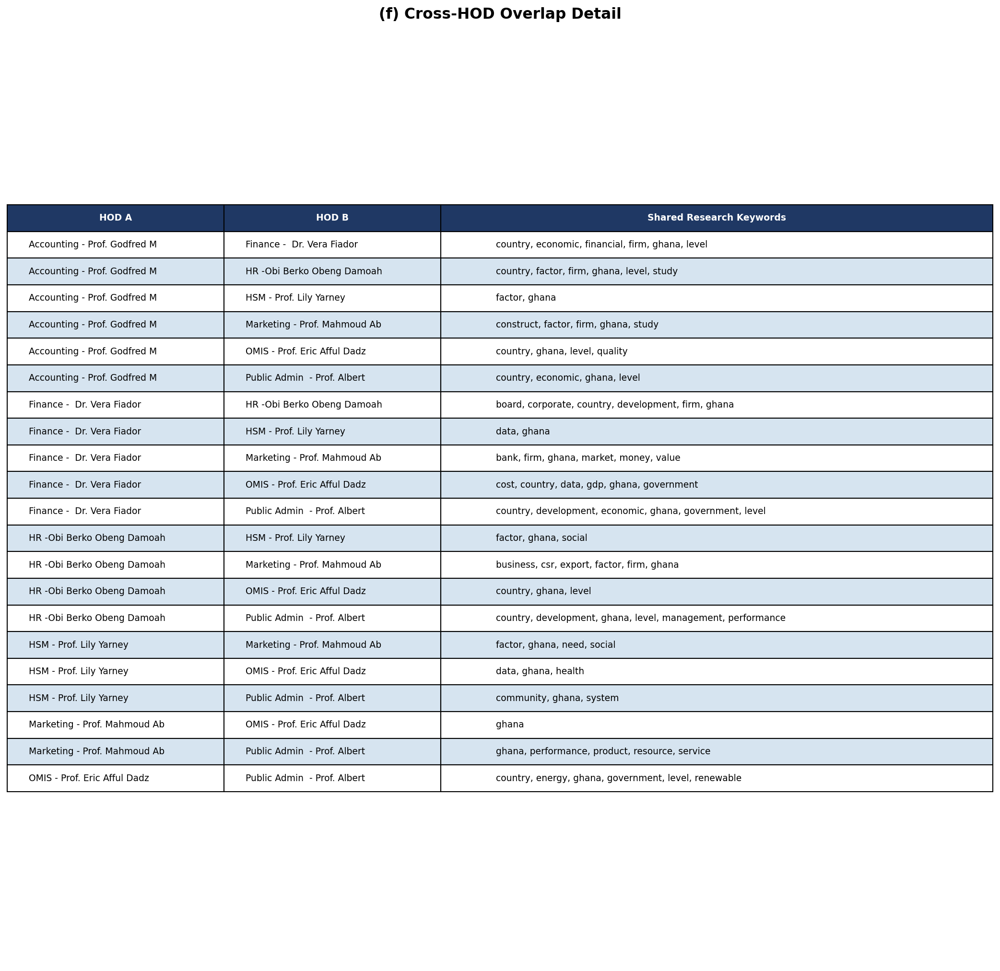 (f) Cross-HOD Overlap Detail
HOD A HOD B Shared Research Keywords
Accounting - Prof. Godfred M Finance -  Dr. Vera Fiador country, economic, financial, firm, ghana, level
Accounting - Prof. Godfred M HR -Obi Berko Obeng Damoah country, factor, firm, ghana, level, study
Accounting - Prof. Godfred M HSM - Prof. Lily Yarney factor, ghana
Accounting - Prof. Godfred M Marketing - Prof. Mahmoud Ab construct, factor, firm, ghana, study
Accounting - Prof. Godfred M OMIS - Prof. Eric Afful Dadz country, ghana, level, quality
Accounting - Prof. Godfred M Public Admin  - Prof. Albert country, economic, ghana, level
Finance -  Dr. Vera Fiador HR -Obi Berko Obeng Damoah board, corporate, country, development, firm, ghana
Finance -  Dr. Vera Fiador HSM - Prof. Lily Yarney data, ghana
Finance -  Dr. Vera Fiador Marketing - Prof. Mahmoud Ab bank, firm, ghana, market, money, value
Finance -  Dr. Vera Fiador OMIS - Prof. Eric Afful Dadz cost, country, data, gdp, ghana, government
Finance -  Dr. Vera Fiador Public Admin  - Prof. Albert country, development, economic, ghana, government, level
HR -Obi Berko Obeng Damoah HSM - Prof. Lily Yarney factor, ghana, social
HR -Obi Berko Obeng Damoah Marketing - Prof. Mahmoud Ab business, csr, export, factor, firm, ghana
HR -Obi Berko Obeng Damoah OMIS - Prof. Eric Afful Dadz country, ghana, level
HR -Obi Berko Obeng Damoah Public Admin  - Prof. Albert country, development, ghana, level, management, performance
HSM - Prof. Lily Yarney Marketing - Prof. Mahmoud Ab factor, ghana, need, social
HSM - Prof. Lily Yarney OMIS - Prof. Eric Afful Dadz data, ghana, health
HSM - Prof. Lily Yarney Public Admin  - Prof. Albert community, ghana, system
Marketing - Prof. Mahmoud Ab OMIS - Prof. Eric Afful Dadz ghana
Marketing - Prof. Mahmoud Ab Public Admin  - Prof. Albert ghana, performance, product, resource, service
OMIS - Prof. Eric Afful Dadz Public Admin  - Prof. Albert country, energy, ghana, government, level, renewable